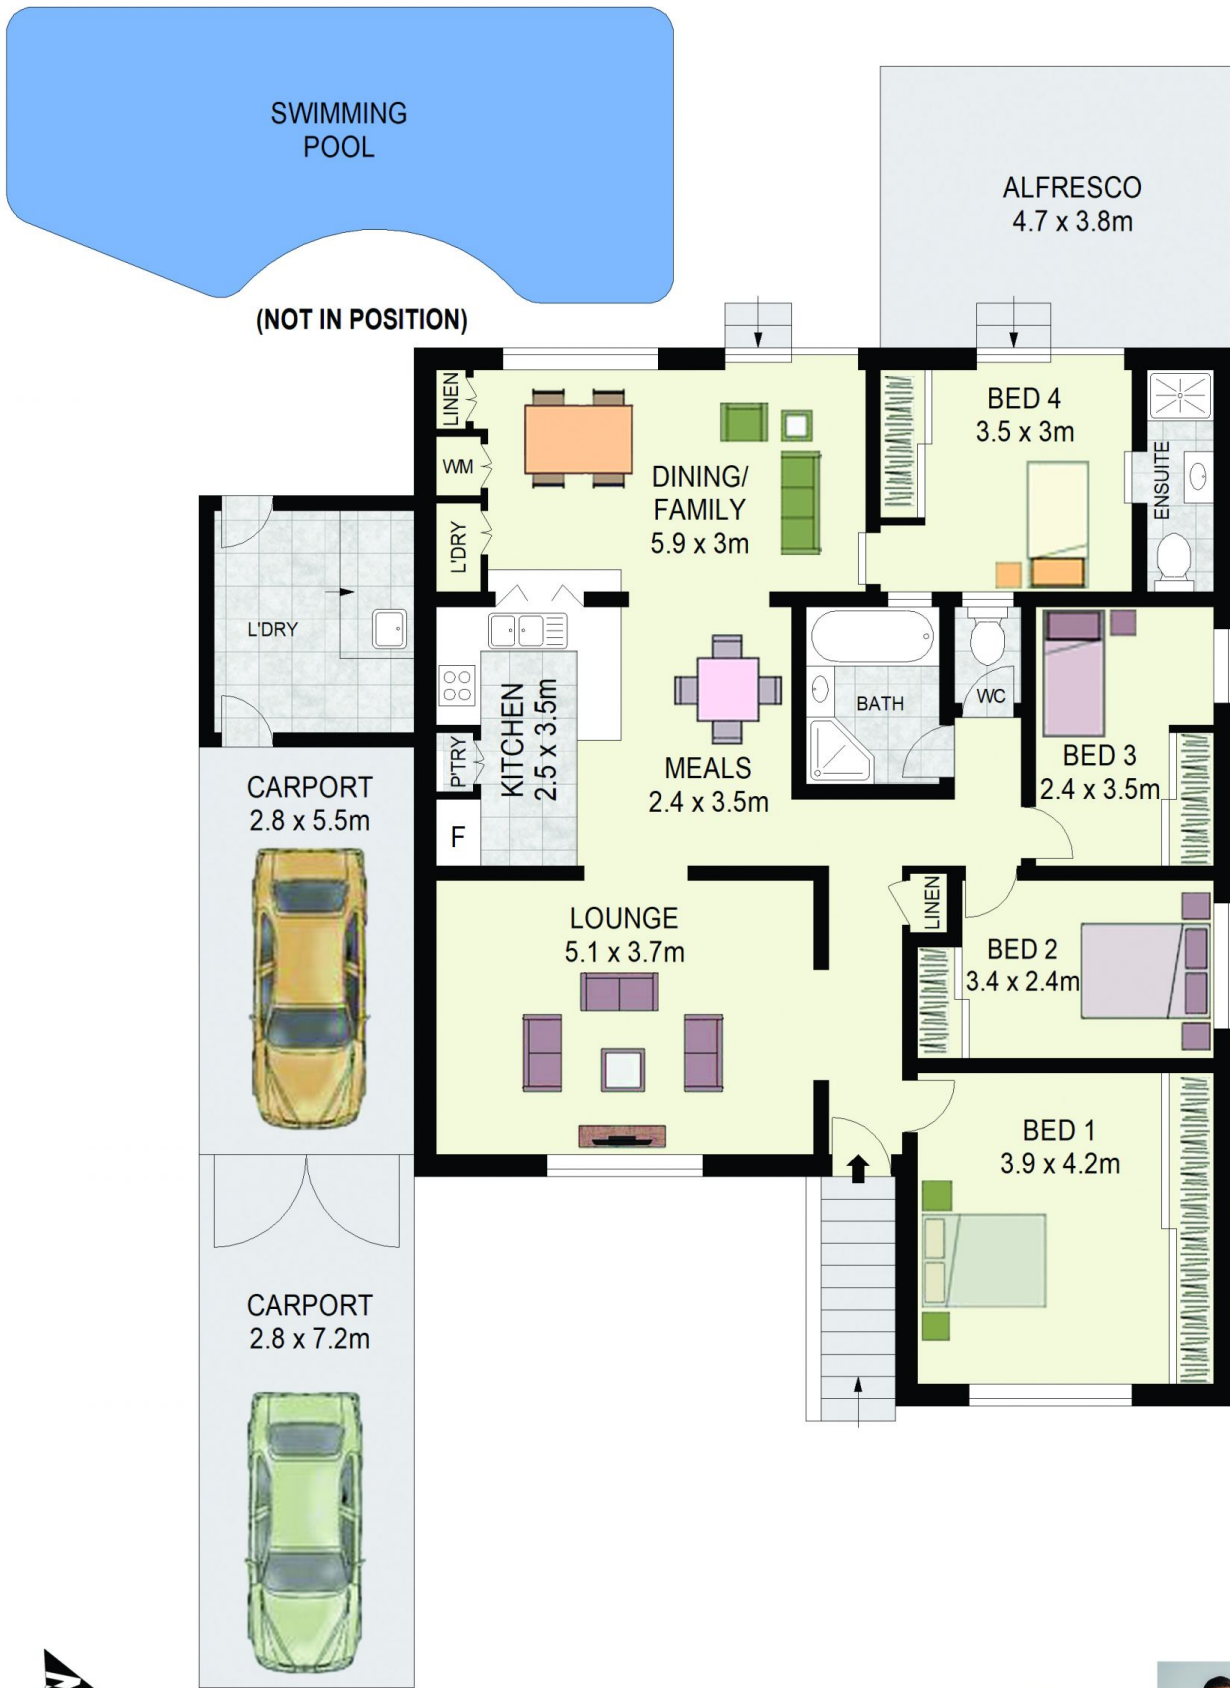 SWIMMING
POOL
(NOT IN POSITION)
ALFRESCO
4.7 x 3.8m
LINEN
WM
L'DRY
DINING/
FAMILY
5.9 x 3m
BED 4
3.5 x 3m
ENSUITE
L'DRY
KITCHEN
2.5 x 3.5m
P'TRY
F
MEALS
2.4 x 3.5m
BATH
WC
BED 3
2.4 x 3.5m
CARPORT
2.8 x 5.5m
LOUNGE
5.1 x 3.7m
LINEN
BED 2
3.4 x 2.4m
BED 1
3.9 x 4.2m
CARPORT
2.8 x 7.2m